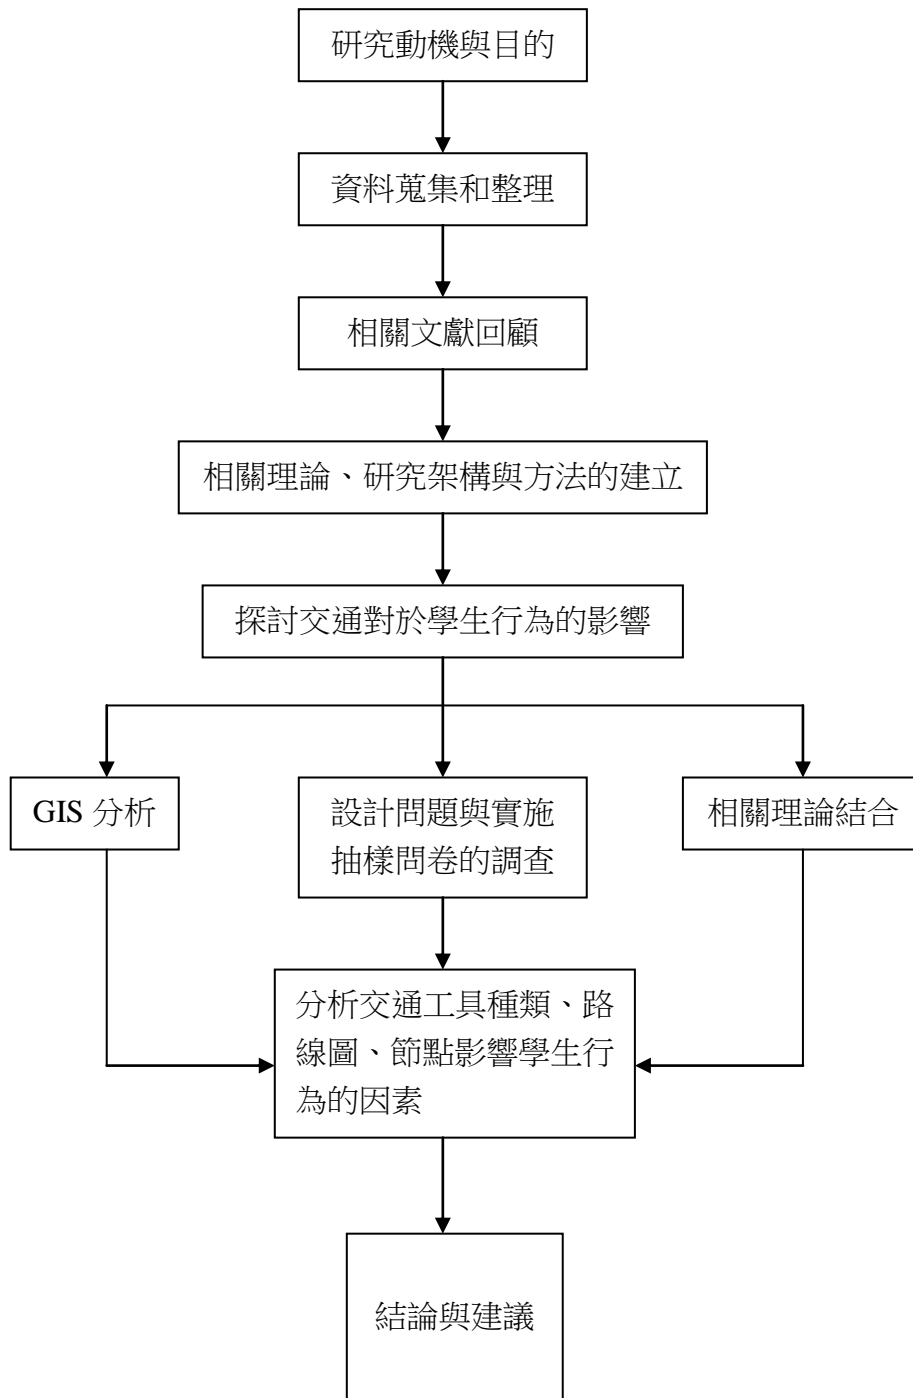 研究動機與目的
資料蒐集和整理
相關文獻回顧
相關理論、研究架構與方法的建立
探討交通對於學生行為的影響
GIS 分析
設計問題與實施
抽樣問卷的調查
相關理論結合
分析交通工具種類、路
線圖、節點影響學生行
為的因素
結論與建議